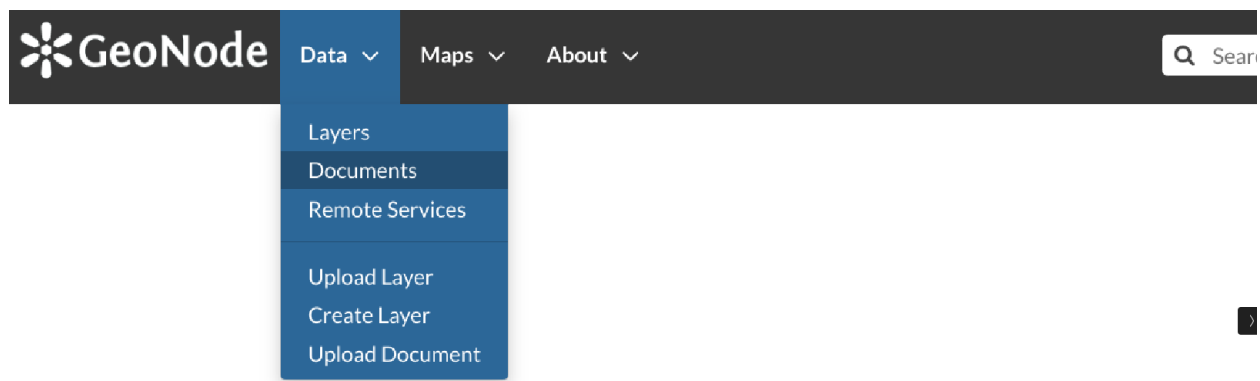 GeoNode Data Maps About
Layers
Documents
Remote Services
Upload Layer
Create Layer
Upload Document